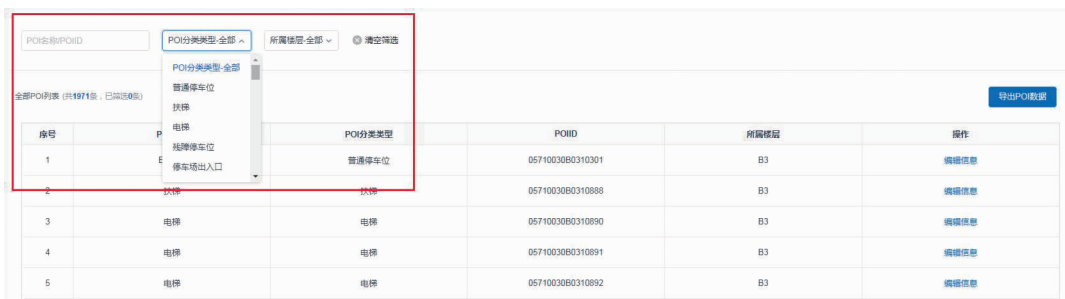 POI名称/POIID POI分类类型-全部 所属楼层-全部 清空筛选
POI分类类型-全部
普通停车位
全部POI列表 (共1971条，已筛选0条) 导出POI数据
扶梯
电梯
残障停车位
停车场出入口
序号 P POI分类类型 POIID 所属楼层 操作
1 普通停车位 05710030B0310301 B3 编辑信息
2 扶梯 扶梯 05710030B0310888 B3 编辑信息
3 电梯 电梯 05710030B0310890 B3 编辑信息
4 电梯 电梯 05710030B0310891 B3 编辑信息
5 电梯 电梯 05710030B0310892 B3 编辑信息